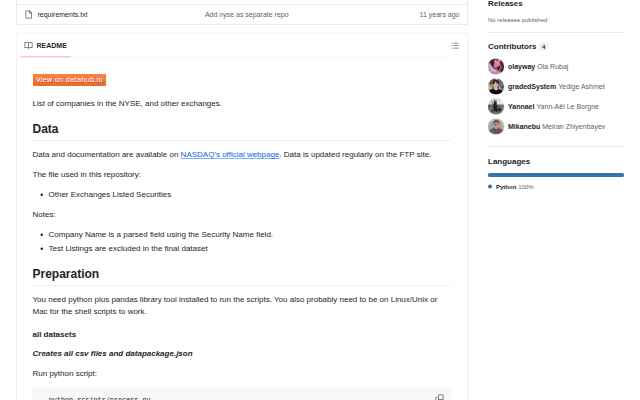 requirements.txt Add nyse as separate repo 11 years ago
README
View on datahub.io
List of companies in the NYSE, and other exchanges.
Data
Data and documentation are available on NASDAQ's official webpage. Data is updated regularly on the FTP site.
The file used in this repository:
• Other Exchanges Listed Securities
Notes:
• Company Name is a parsed field using the Security Name field.
• Test Listings are excluded in the final dataset
Preparation
You need python plus pandas library tool installed to run the scripts. You also probably need to be on Linux/Unix or
Mac for the shell scripts to work.
all datasets
Creates all csv files and datapackage.json
Run python script:
python scripts/process.py
Releases
No releases published
Contributors 4
olayway Ola Rubaj
gradedSystem Yedige Ashmet
Yannael Yann-Aël Le Borgne
Mikanebu Meiran Zhiyenbayev
Languages
Python 100%